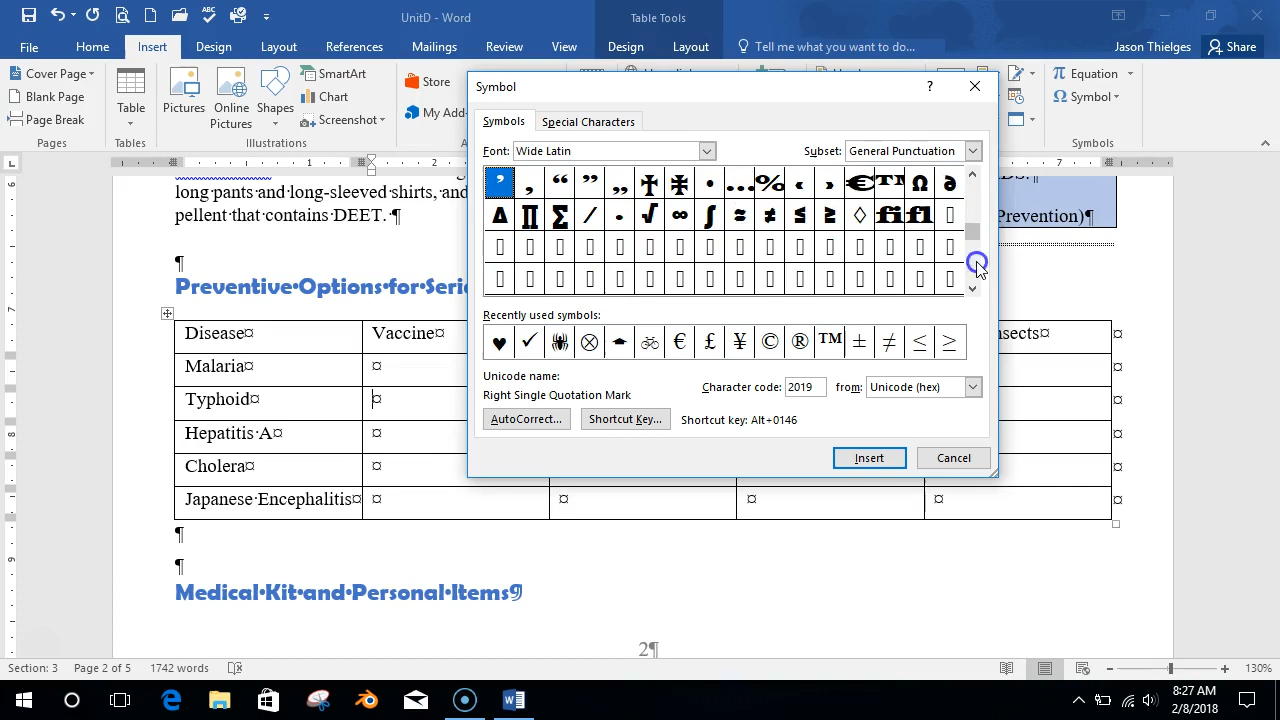 UnitD - Word
Table Tools
File
Home
Insert
Design
Layout
References
Mailings
Review
View
Design
Layout
Tell me what you want to do...
Jason Thielges
Share
Cover Page
Blank Page
Page Break
Pages
Table
Tables
Pictures
Online Pictures
Shapes
SmartArt
Chart
Screenshot
Illustrations
Store
My Add-
Equation
Symbol
Symbols
Symbol
?
Symbols
Special Characters
Font: Wide Latin
Subset: General Punctuation
’ ‚ “ ” „ † ‡ • … % ‹ › € ™ Ω ∂
∆ ∏ ∑ ⁄ ∙ √ ∞ ∫ ≈ ≠ ≤ ≥ ◊ fi fl
Recently used symbols:
♥ ✓ € £ ¥ © ® ™ ± ≠ ≤ ≥
Unicode name:
Right Single Quotation Mark
Character code: 2019 from: Unicode (hex)
AutoCorrect...
Shortcut Key...
Shortcut key: Alt+0146
Insert
Cancel
long·pants·and·long-sleeved·shirts,·and
pellent·that·contains·DEET.·¶
Prevention)¶
¶
Preventive·Options·for·Seri
Disease¤ Vaccine¤ nsects¤ ¤
Malaria¤ ¤ ¤
Typhoid¤ ¤ ¤
Hepatitis·A¤ ¤ ¤
Cholera¤ ¤ ¤
Japanese·Encephalitis¤ ¤ ¤ ¤ ¤ ¤
¶
¶
Medical·Kit·and·Personal·Items¶
2¶
Section: 3
Page 2 of 5
1742 words
130%
8:27 AM
2/8/2018